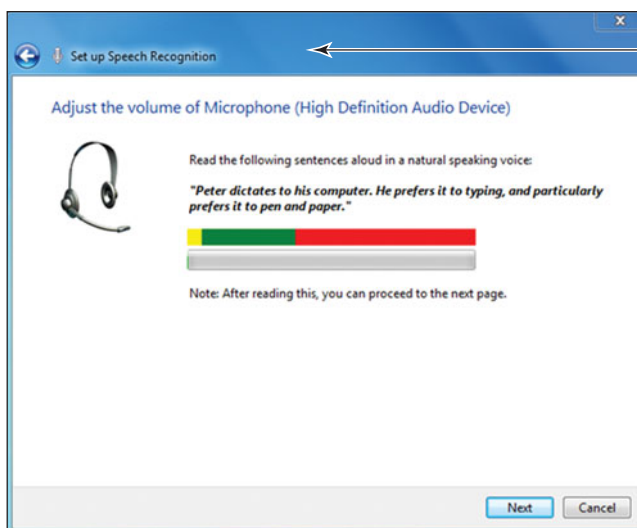 Set up Speech Recognition
Adjust the volume of Microphone (High Definition Audio Device)
Read the following sentences aloud in a natural speaking voice:
"Peter dictates to his computer. He prefers it to typing, and particularly
prefers it to pen and paper."
Note: After reading this, you can proceed to the next page.
Next Cancel